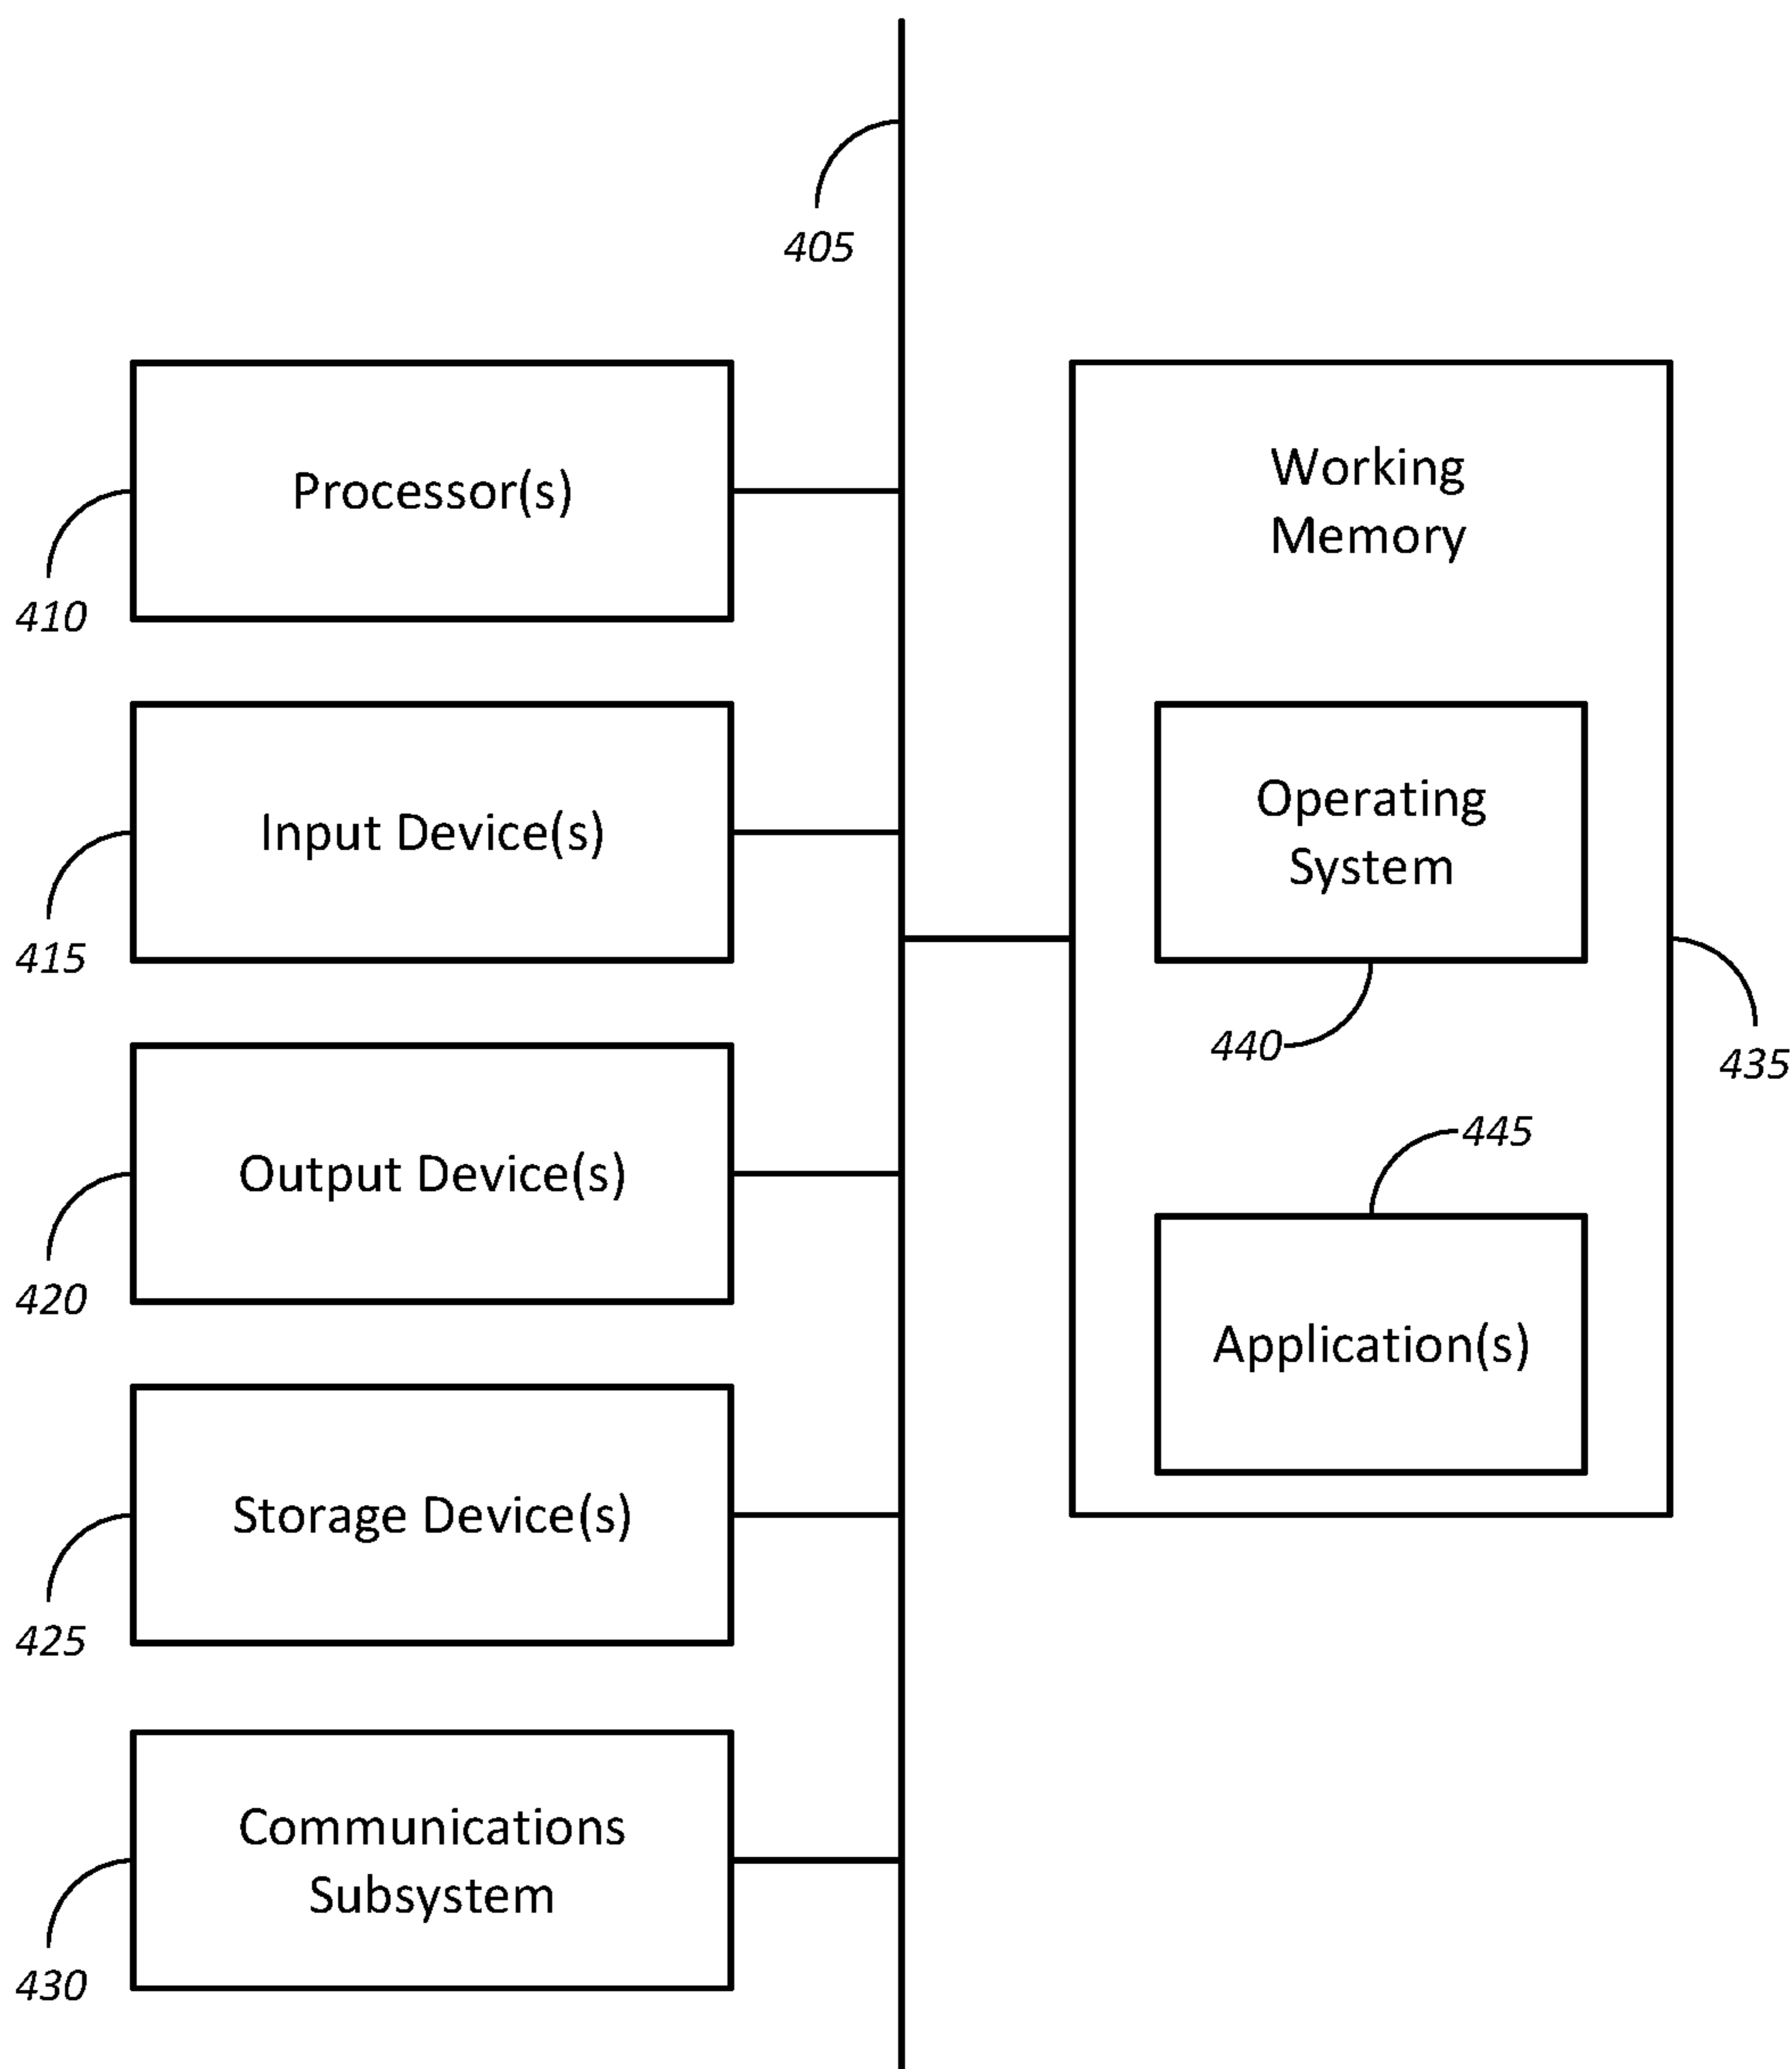 405
Processor(s)
410
Input Device(s)
415
Output Device(s)
420
Storage Device(s)
425
Communications
Subsystem
430
Working
Memory
Operating
System
440
435
445
Application(s)